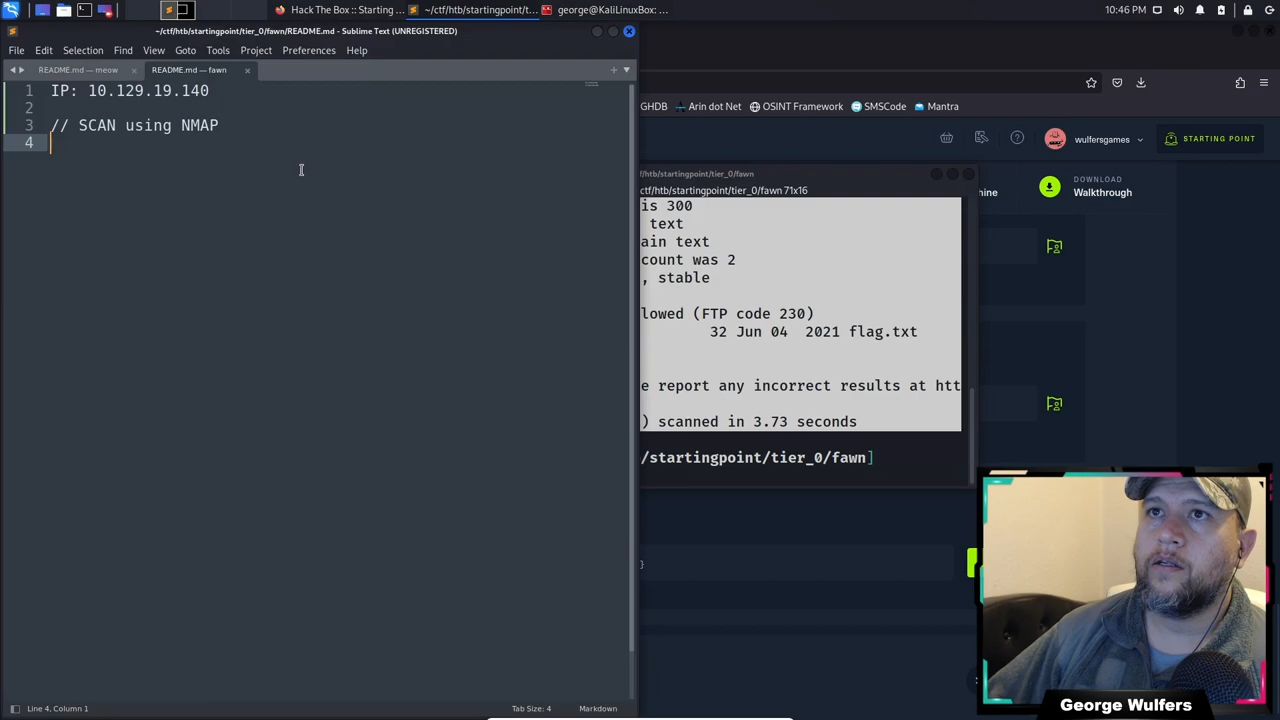 Hack The Box :: Starting ...
~/ctf/htb/startingpoint/t...
george@KaliLinuxBox: ...
10:46 PM
~/ctf/htb/startingpoint/tier_0/fawn/README.md - Sublime Text (UNREGISTERED)
File Edit Selection Find View Goto Tools Project Preferences Help
README.md — meow
README.md — fawn
1 IP: 10.129.19.140
2
3 // SCAN using NMAP
4
GHDB Arin dot Net OSINT Framework SMSCode Mantra
wulfersgames
STARTING POINT
DOWNLOAD
Walkthrough
hine
tf/htb/startingpoint/tier_0/fawn
ctf/htb/startingpoint/tier_0/fawn 71x16
is 300
text
ain text
count was 2
, stable
lowed (FTP code 230)
32 Jun 04 2021 flag.txt
e report any incorrect results at htt
) scanned in 3.73 seconds
/startingpoint/tier_0/fawn]
}
Line 4, Column 1
Tab Size: 4
Markdown
George Wulfers